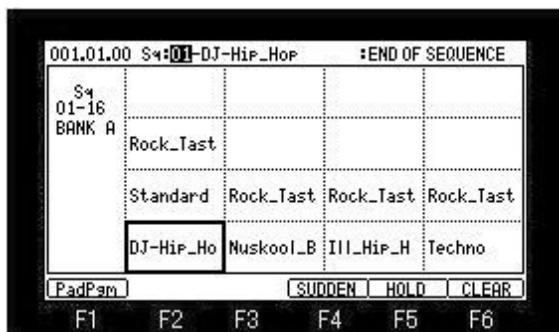 001.01.00 Sq:01-DJ-Hip_Hop :END OF SEQUENCE
Sq
01-16
BANK A
Rock_Tast
Standard Rock_Tast Rock_Tast Rock_Tast
DJ-Hip_Ho Nuskool_B Ill_Hip_H Techno
PadPgm SUDDEN HOLD CLEAR
F1 F2 F3 F4 F5 F6